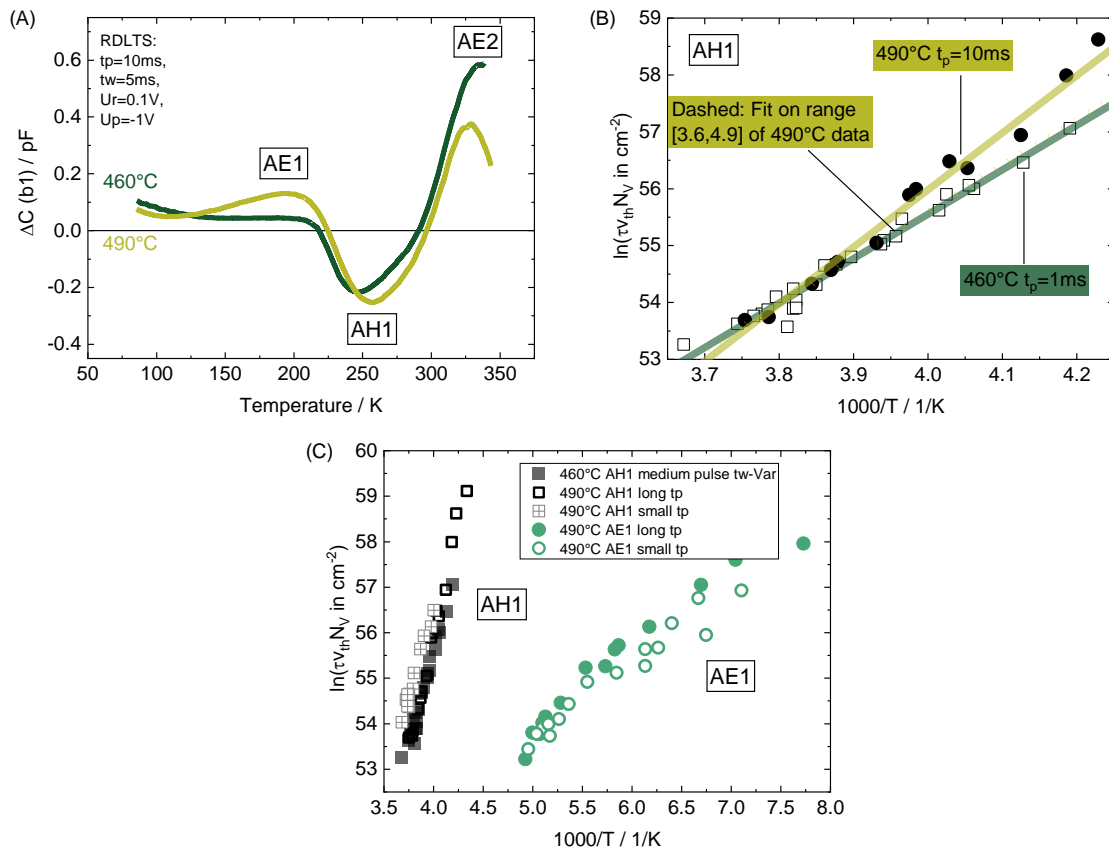 (A)
RDLTS:
tp=10ms,
tw=5ms,
Ur=0.1V,
Up=-1V
AE2
AE1
460°C
490°C
AH1
0.6
0.4
0.2
0.0
-0.2
-0.4
50 100 150 200 250 300 350
Temperature / K
ΔC (b1) / pF
(B)
AH1
490°C tp=10ms
Dashed: Fit on range
[3.6,4.9] of 490°C data
460°C tp=1ms
59
58
57
56
55
54
53
3.7 3.8 3.9 4.0 4.1 4.2
1000/T / 1/K
ln(τvthNV in cm-2)
(C)
460°C AH1 medium pulse tw-Var
490°C AH1 long tp
490°C AH1 small tp
490°C AE1 long tp
490°C AE1 small tp
AH1
AE1
60
59
58
57
56
55
54
53
3.5 4.0 4.5 5.0 5.5 6.0 6.5 7.0 7.5 8.0
1000/T / 1/K
ln(τvthNV in cm-2)